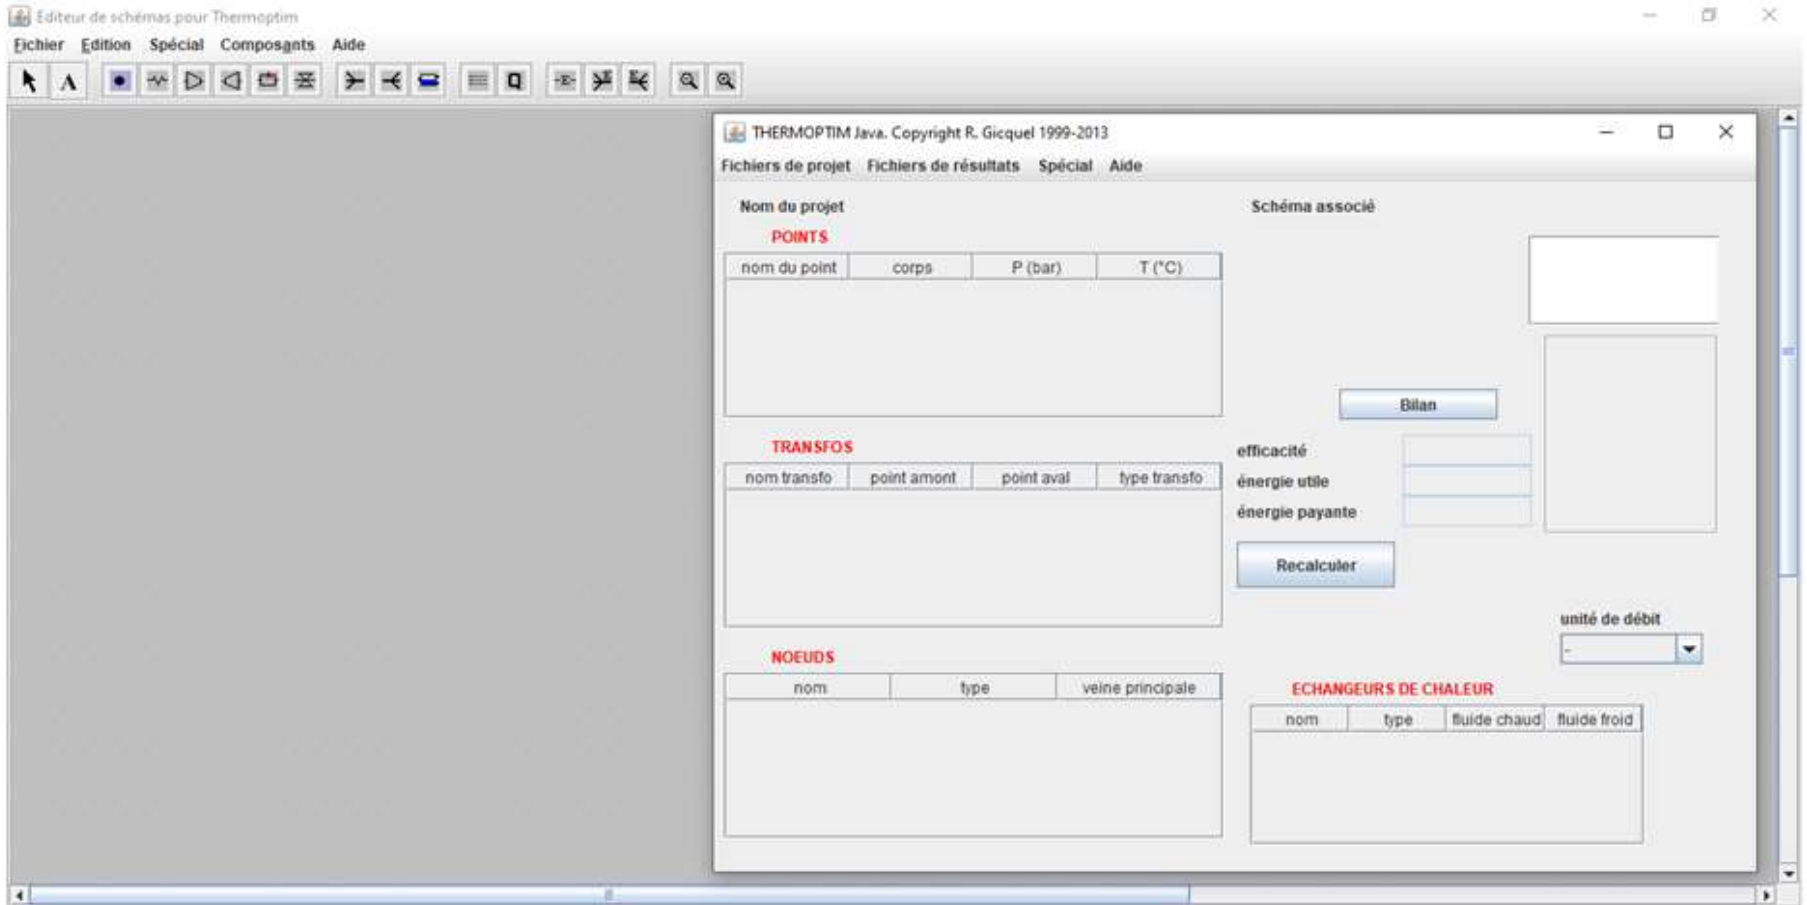 Editeur de schémas pour Thermoptim
Fichier Edition Spécial Composants Aide
A Q -E- E E
THERMOPTIM Java. Copyright R. Gicquel 1999-2013
Fichiers de projet Fichiers de résultats Spécial Aide
Nom du projet
Schéma associé
POINTS
nom du point corps P (bar) T (°C)
Bilan
TRANSFOS
nom transfo point amont point aval type transfo
efficacité
énergie utile
énergie payante
Recalculer
unité de débit
-
NOEUDS
nom type veine principale
ECHANGEURS DE CHALEUR
nom type fluide chaud fluide froid